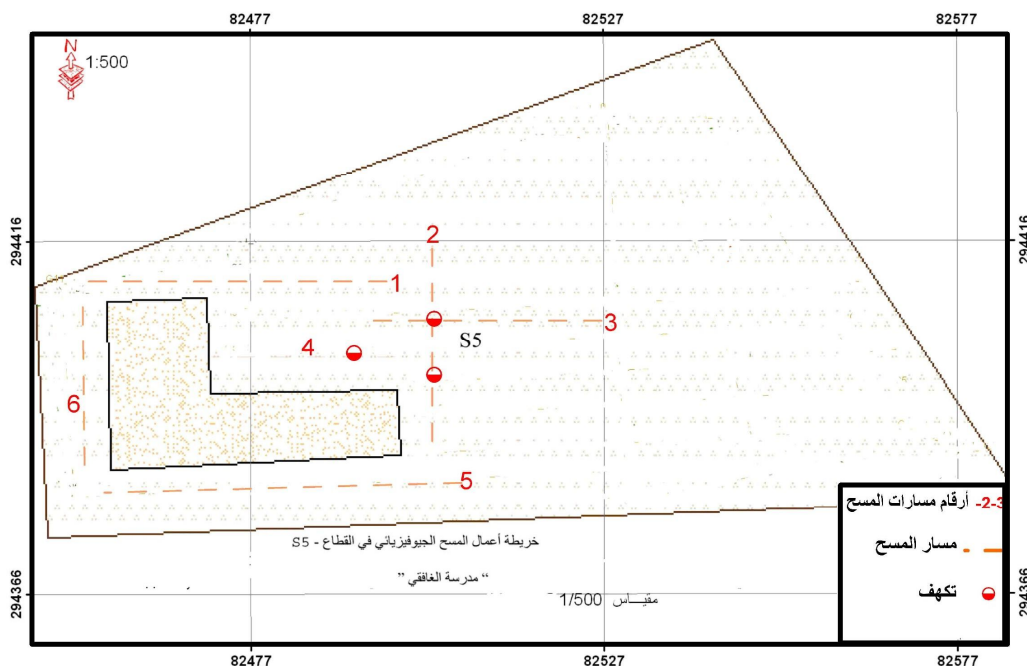 82477
82527
82577
N
1:500
294416
294416
2
1
3
S5
4
6
5
أرقام مسارات المسح -2-3
مسار المسح
تكهف
خريطة أعمال المسح الجيوفيزيائي في القطاع - S5
“ مدرسة الغافقي ”
مقيـــاس 1/500
294366
294366
82477
82527
82577